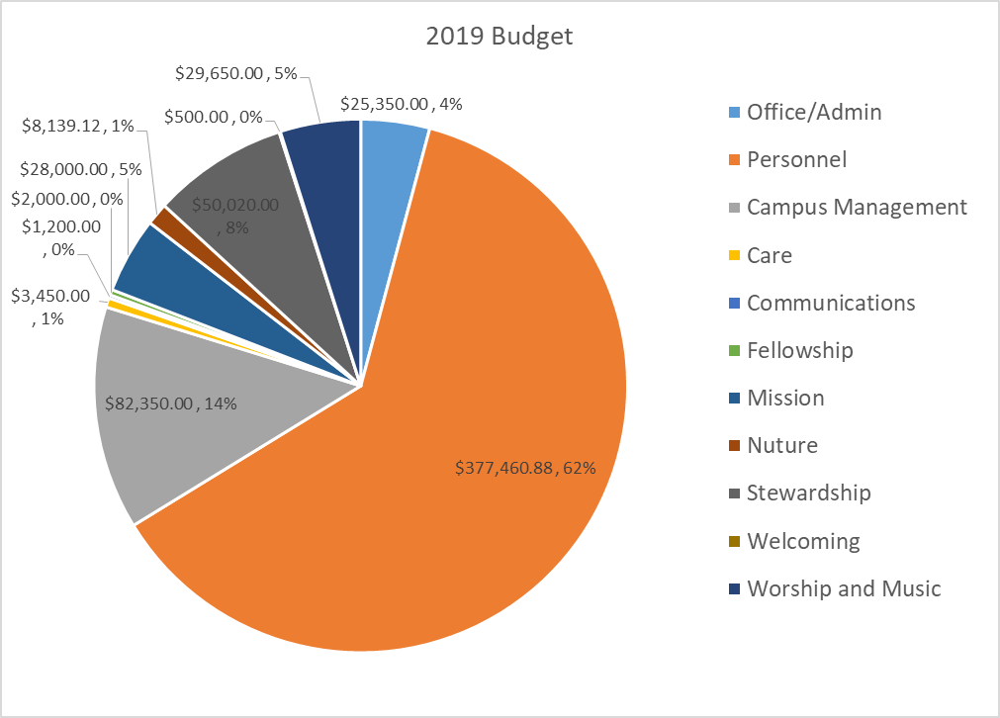 2019 Budget
$29,650.00 , 5%
$25,350.00 , 4%
$500.00 , 0%
$8,139.12 , 1%
$28,000.00 , 5%
$2,000.00 , 0%
$1,200.00
, 0%
$3,450.00
, 1%
$50,020.00
, 8%
$82,350.00 , 14%
$377,460.88 , 62%
Office/Admin
Personnel
Campus Management
Care
Communications
Fellowship
Mission
Nuture
Stewardship
Welcoming
Worship and Music